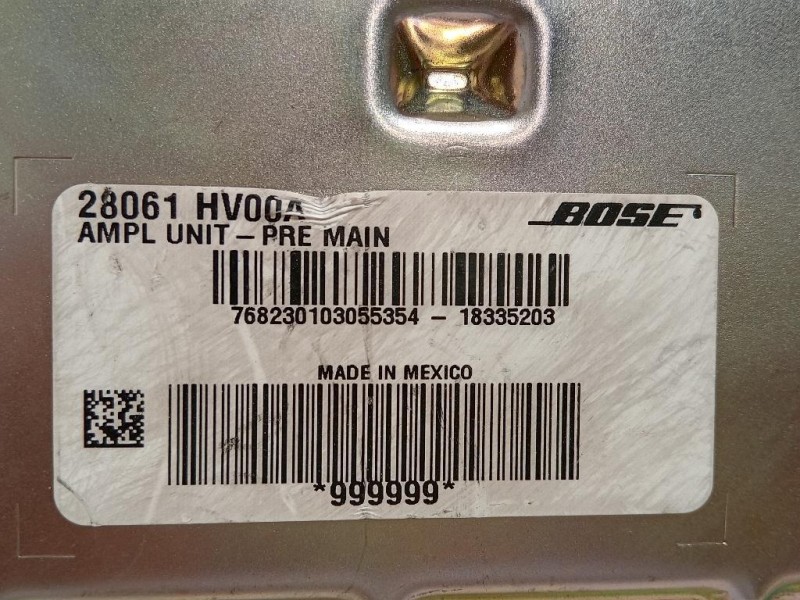 28061 HV00A
BOSE
AMPL UNIT – PRE MAIN
768230103055354 – 18335203
MADE IN MEXICO
*999999*